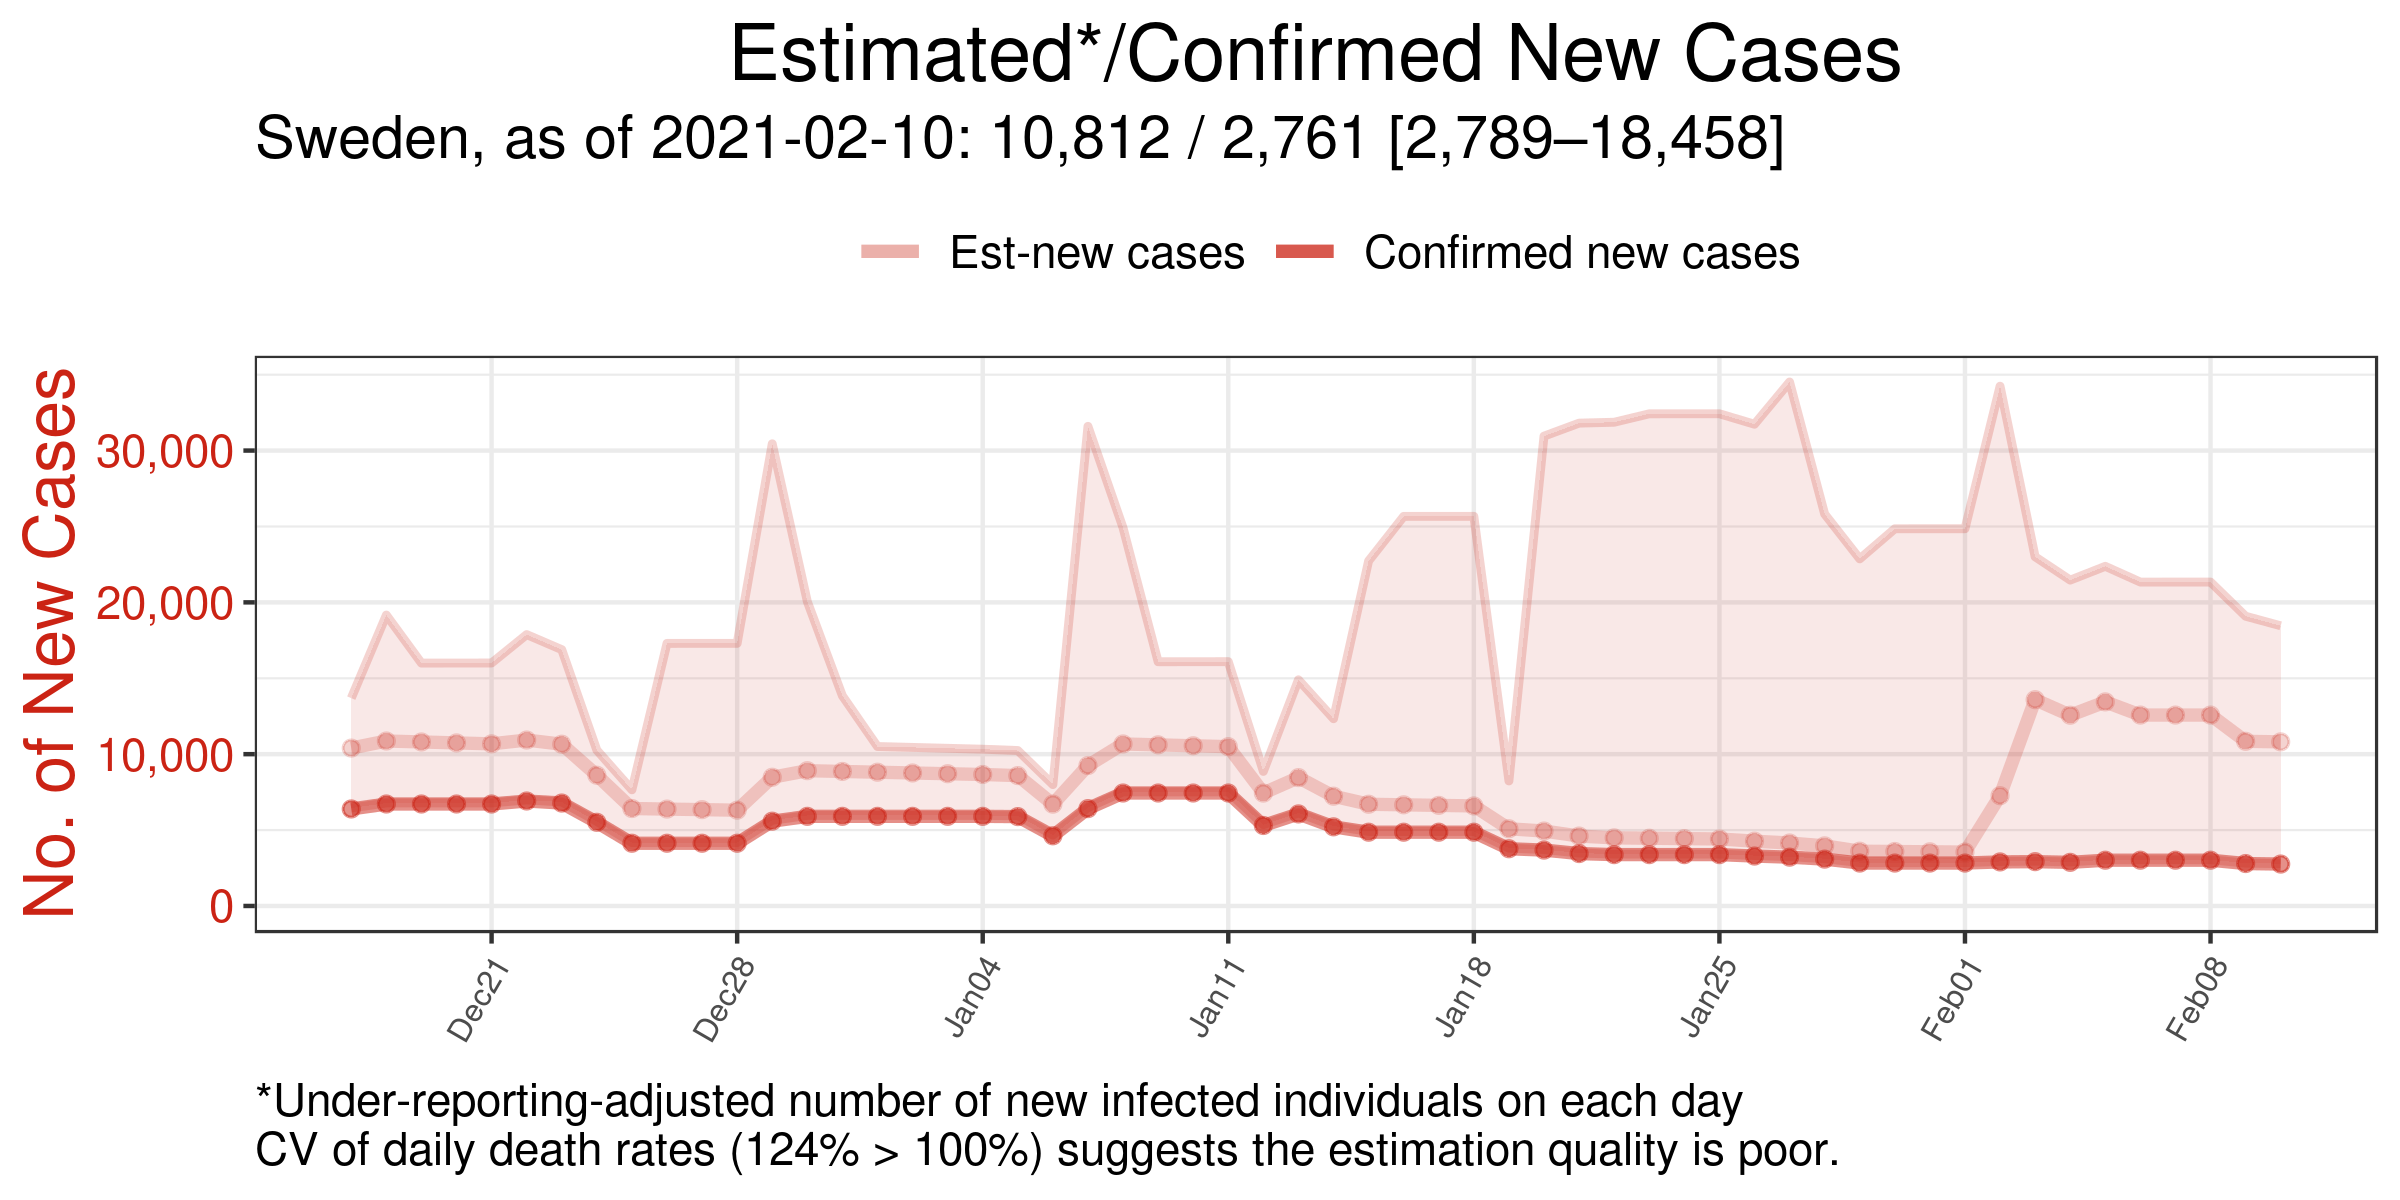 Estimated*/Confirmed New Cases
Sweden, as of 2021-02-10: 10,812 / 2,761 [2,789–18,458]
Est-new cases
Confirmed new cases
No. of New Cases
30,000
20,000
10,000
0
Dec21
Dec28
Jan04
Jan11
Jan18
Jan25
Feb01
Feb08
*Under-reporting-adjusted number of new infected individuals on each day
CV of daily death rates (124% > 100%) suggests the estimation quality is poor.